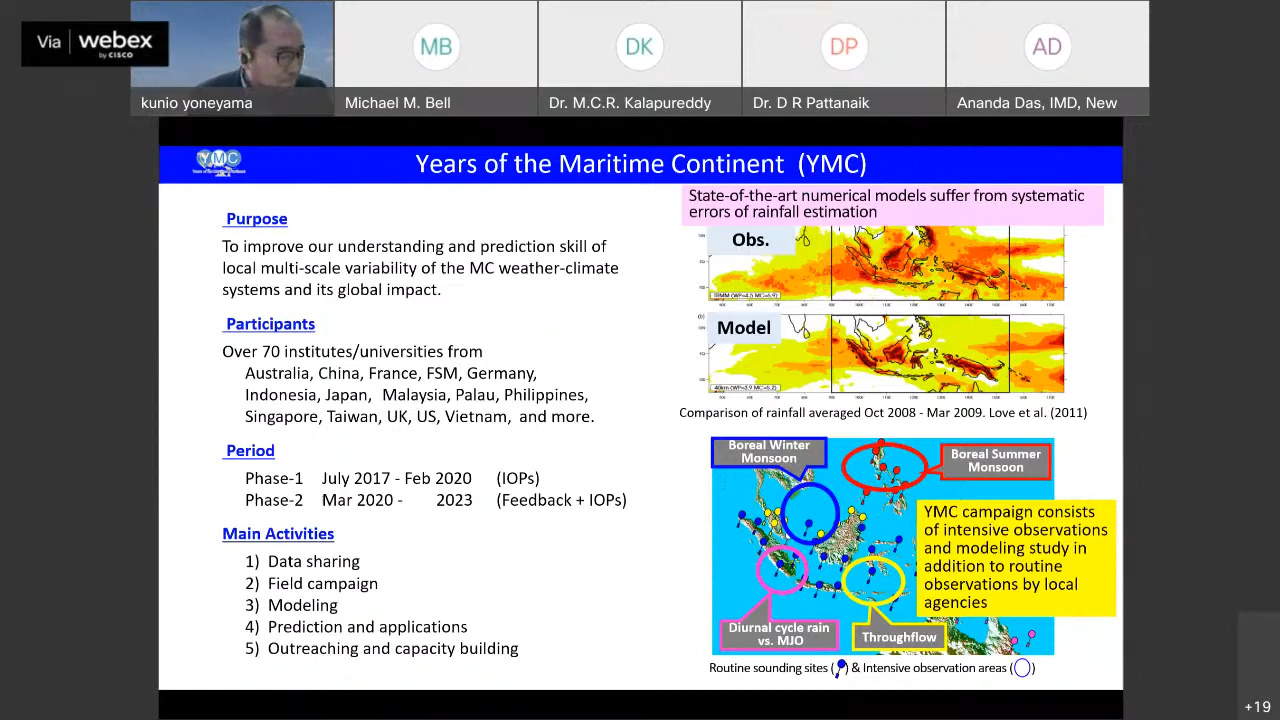 Via webex
by CISCO
MB
DK
DP
AD
kunio yoneyama
Michael M. Bell
Dr. M.C.R. Kalapureddy
Dr. D R Pattanaik
Ananda Das, IMD, New
YMC
Years of the Maritime Continent (YMC)
Purpose
To improve our understanding and prediction skill of
local multi-scale variability of the MC weather-climate
systems and its global impact.
Participants
Over 70 institutes/universities from
Australia, China, France, FSM, Germany,
Indonesia, Japan, Malaysia, Palau, Philippines,
Singapore, Taiwan, UK, US, Vietnam, and more.
Period
Phase-1 July 2017 - Feb 2020 (IOPs)
Phase-2 Mar 2020 - 2023 (Feedback + IOPs)
Main Activities
1) Data sharing
2) Field campaign
3) Modeling
4) Prediction and applications
5) Outreaching and capacity building
State-of-the-art numerical models suffer from systematic
errors of rainfall estimation
Obs.
Model
Comparison of rainfall averaged Oct 2008 - Mar 2009. Love et al. (2011)
Boreal Winter
Monsoon
Boreal Summer
Monsoon
YMC campaign consists
of intensive observations
and modeling study in
addition to routine
observations by local
agencies
Diurnal cycle rain
vs. MJO
Throughflow
Routine sounding sites ( ) & Intensive observation areas ( )
+19